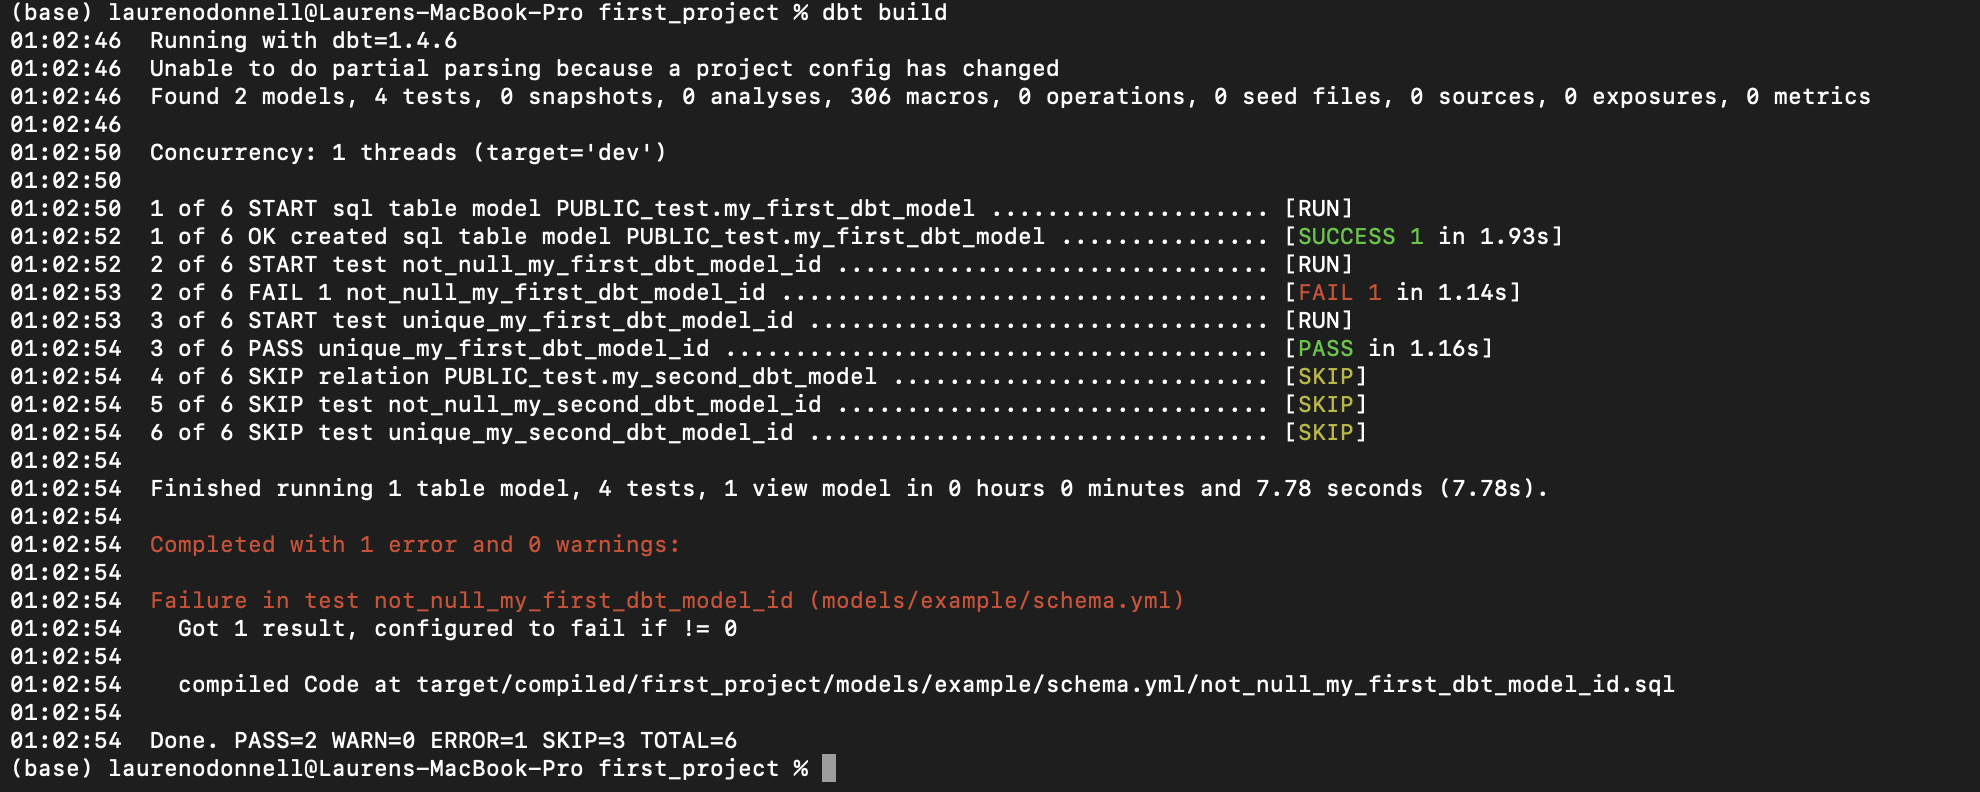 (base) laurenodonnell@Laurens-MacBook-Pro first_project % dbt build
01:02:46  Running with dbt=1.4.6
01:02:46  Unable to do partial parsing because a project config has changed
01:02:46  Found 2 models, 4 tests, 0 snapshots, 0 analyses, 306 macros, 0 operations, 0 seed files, 0 sources, 0 exposures, 0 metrics
01:02:46
01:02:50  Concurrency: 1 threads (target='dev')
01:02:50
01:02:50  1 of 6 START sql table model PUBLIC_test.my_first_dbt_model .................... [RUN]
01:02:52  1 of 6 OK created sql table model PUBLIC_test.my_first_dbt_model ............... [SUCCESS 1 in 1.93s]
01:02:52  2 of 6 START test not_null_my_first_dbt_model_id ............................... [RUN]
01:02:53  2 of 6 FAIL 1 not_null_my_first_dbt_model_id ................................... [FAIL 1 in 1.14s]
01:02:53  3 of 6 START test unique_my_first_dbt_model_id ................................. [RUN]
01:02:54  3 of 6 PASS unique_my_first_dbt_model_id ....................................... [PASS in 1.16s]
01:02:54  4 of 6 SKIP relation PUBLIC_test.my_second_dbt_model ........................... [SKIP]
01:02:54  5 of 6 SKIP test not_null_my_second_dbt_model_id ............................... [SKIP]
01:02:54  6 of 6 SKIP test unique_my_second_dbt_model_id ................................. [SKIP]
01:02:54
01:02:54  Finished running 1 table model, 4 tests, 1 view model in 0 hours 0 minutes and 7.78 seconds (7.78s).
01:02:54
01:02:54  Completed with 1 error and 0 warnings:
01:02:54
01:02:54  Failure in test not_null_my_first_dbt_model_id (models/example/schema.yml)
01:02:54    Got 1 result, configured to fail if != 0
01:02:54
01:02:54    compiled Code at target/compiled/first_project/models/example/schema.yml/not_null_my_first_dbt_model_id.sql
01:02:54
01:02:54  Done. PASS=2 WARN=0 ERROR=1 SKIP=3 TOTAL=6
(base) laurenodonnell@Laurens-MacBook-Pro first_project %